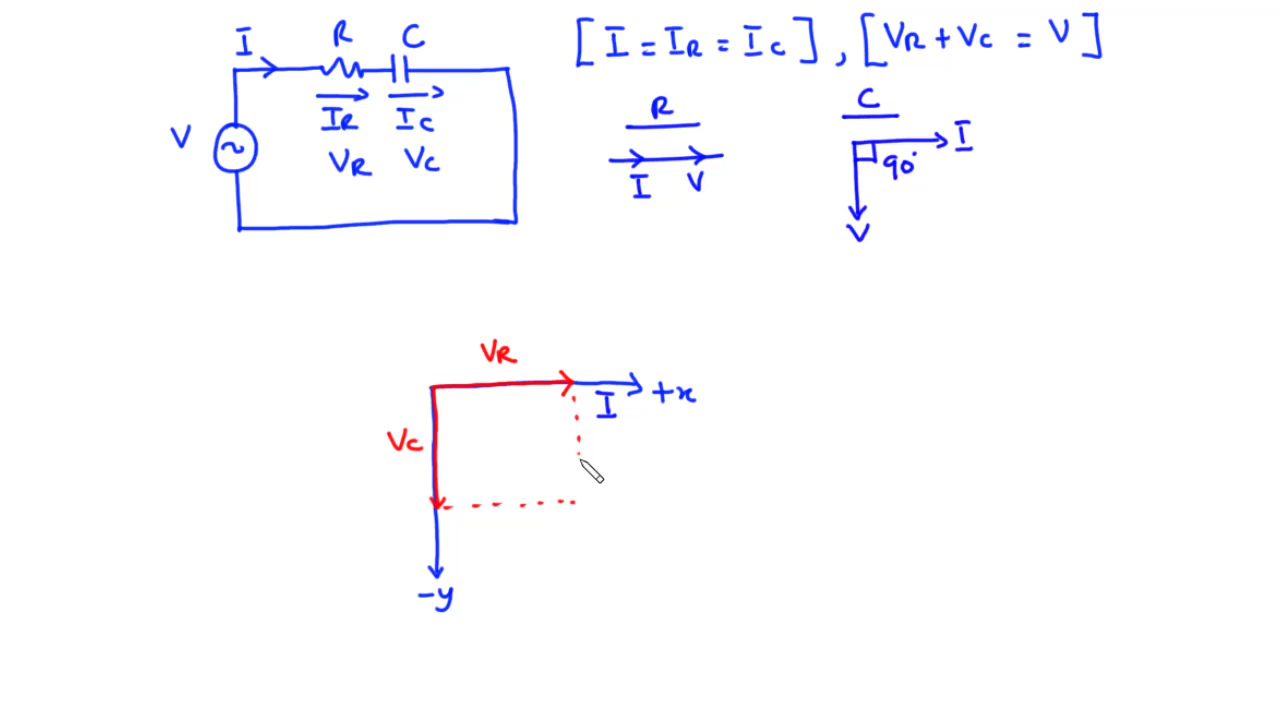 [I = IR = IC], [VR + VC = V]
I
R
C
IR
IC
V
VR
VC
R
I
V
C
I
90°
V
VR
I
+x
VC
-y